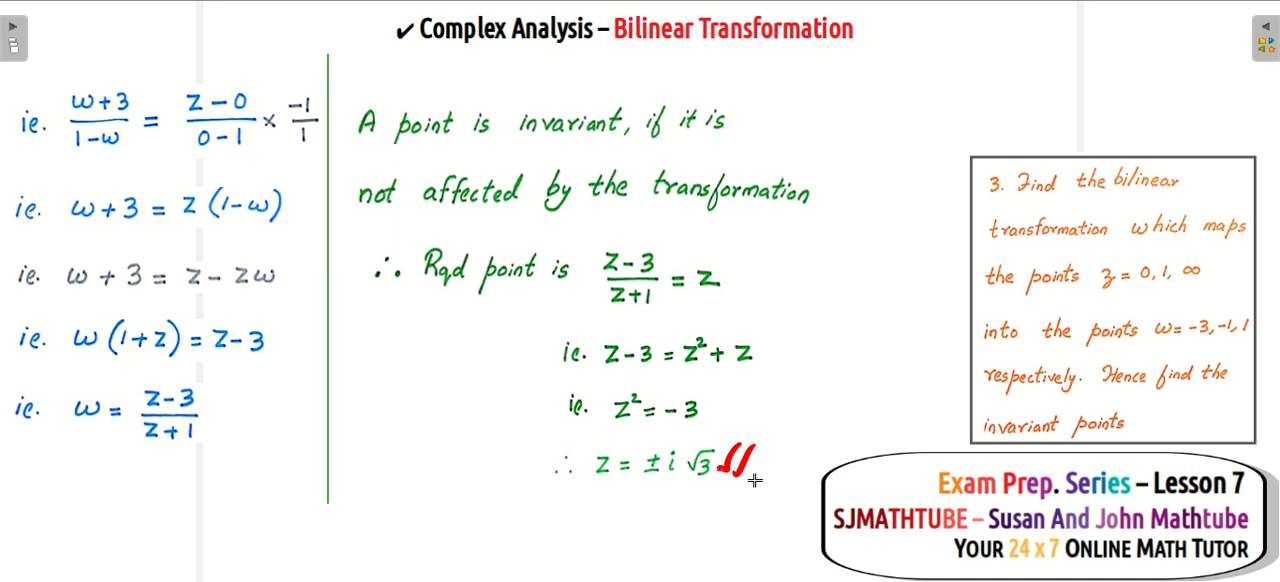 ✔ Complex Analysis – Bilinear Transformation
ie. (w+3)/(1-w) = (z-0)/(0-1) × (-1)/1
ie. w+3 = z(1-w)
ie. w+3 = z-zw
ie. w(1+z) = z-3
ie. w = (z-3)/(z+1)
A point is invariant, if it is
not affected by the transformation
∴ Rqd point is (z-3)/(z+1) = z
ie. z-3 = z²+z
ie. z² = -3
∴ z = ±i√3 //
3. Find the bilinear
transformation which maps
the points z = 0, 1, ∞
into the points w = -3, -1, 1
respectively. Hence find the
invariant points
Exam Prep. Series – Lesson 7
SJMATHTUBE – Susan And John Mathtube
YOUR 24 x 7 ONLINE MATH TUTOR